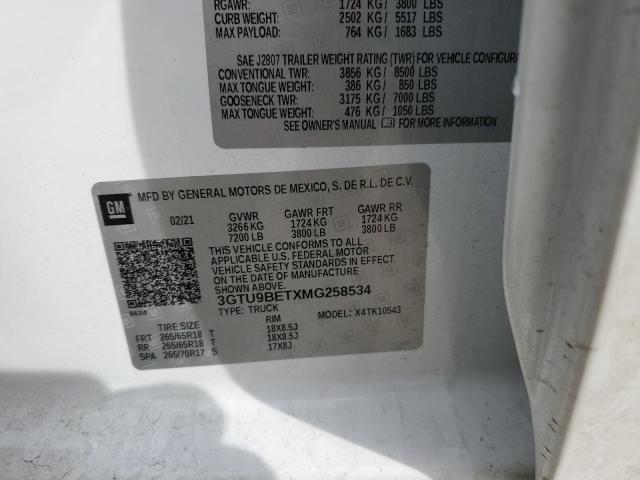 RGAWR: 1724 KG / 3800 LBS
CURB WEIGHT: 2502 KG / 5517 LBS
MAX PAYLOAD: 764 KG / 1683 LBS
SAE J2807 TRAILER WEIGHT RATING (TWR) FOR VEHICLE
CONVENTIONAL TWR: 3856 KG / 8500 LBS
MAX TONGUE WEIGHT: 386 KG / 850 LBS
GOOSENECK TWR: 3175 KG / 7000 LBS
MAX TONGUE WEIGHT: 476 KG / 1050 LBS
SEE OWNER'S MANUAL FOR MORE INFORMATION
GM
MFD BY GENERAL MOTORS DE MEXICO, S. DE R.L. DE C.V.
02/21 GVWR GAWR FRT GAWR RR
3266 KG 1724 KG 1724 KG
7200 LB 3800 LB 3800 LB
THIS VEHICLE CONFORMS TO ALL
APPLICABLE U.S. FEDERAL MOTOR
VEHICLE SAFETY, BUMPER, AND THEFT
PREVENTION STANDARDS IN EFFECT ON
THE DATE OF MANUFACTURE SHOWN ABOVE.
3GTU9BETXMG258534
8624
TYPE: TRUCK MODEL: X4TK10543
TIRE SIZE RIM
FRT 265/65R18 T 18X8.5J
RR 265/65R18 T 18X8.5J
SPA 265/70R17 S 17X8J